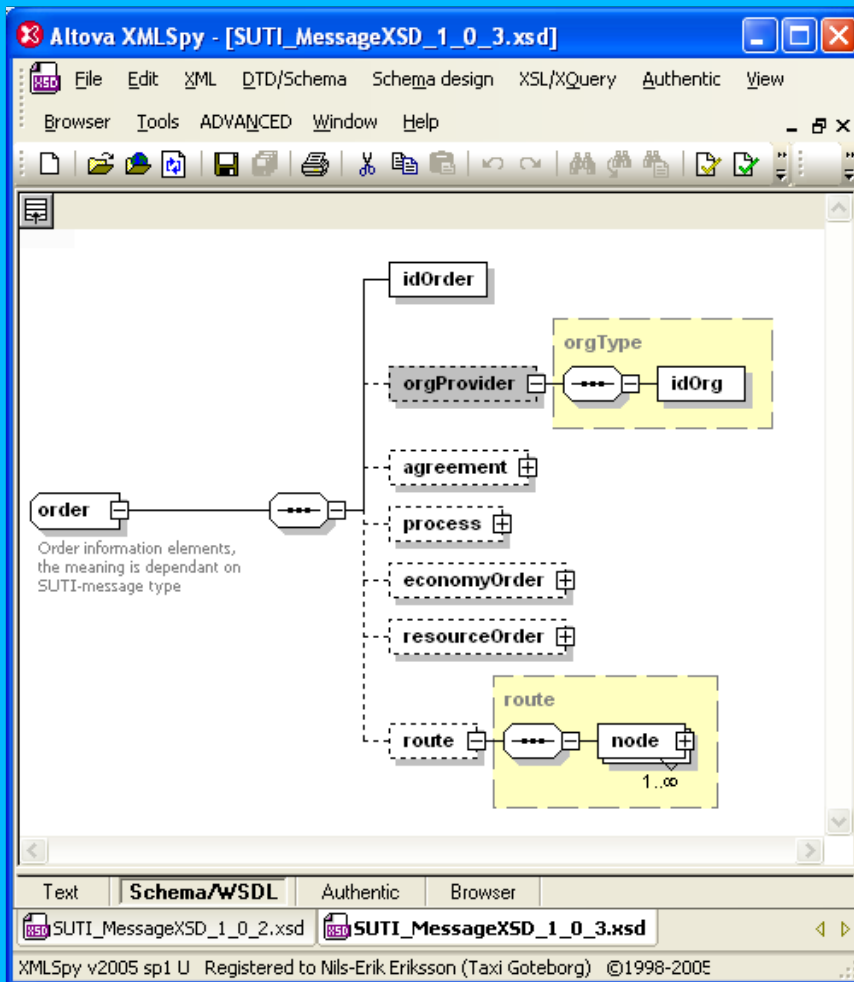 Altova XMLSpy - [SUTI_MessageXSD_1_0_3.xsd]
XSD File Edit XML DTD/Schema Schema design XSL/XQuery Authentic View
Browser Tools ADVANCED Window Help
idOrder
orgType
orgProvider idOrg
agreement
order
process
Order information elements,
the meaning is dependant on
SUTI-message type
economyOrder
resourceOrder
route
route node
1..∞
Text Schema/WSDL Authentic Browser
XSD SUTI_MessageXSD_1_0_2.xsd XSD SUTI_MessageXSD_1_0_3.xsd
XMLSpy v2005 sp1 U Registered to Nils-Erik Eriksson (Taxi Goteborg) ©1998-2005